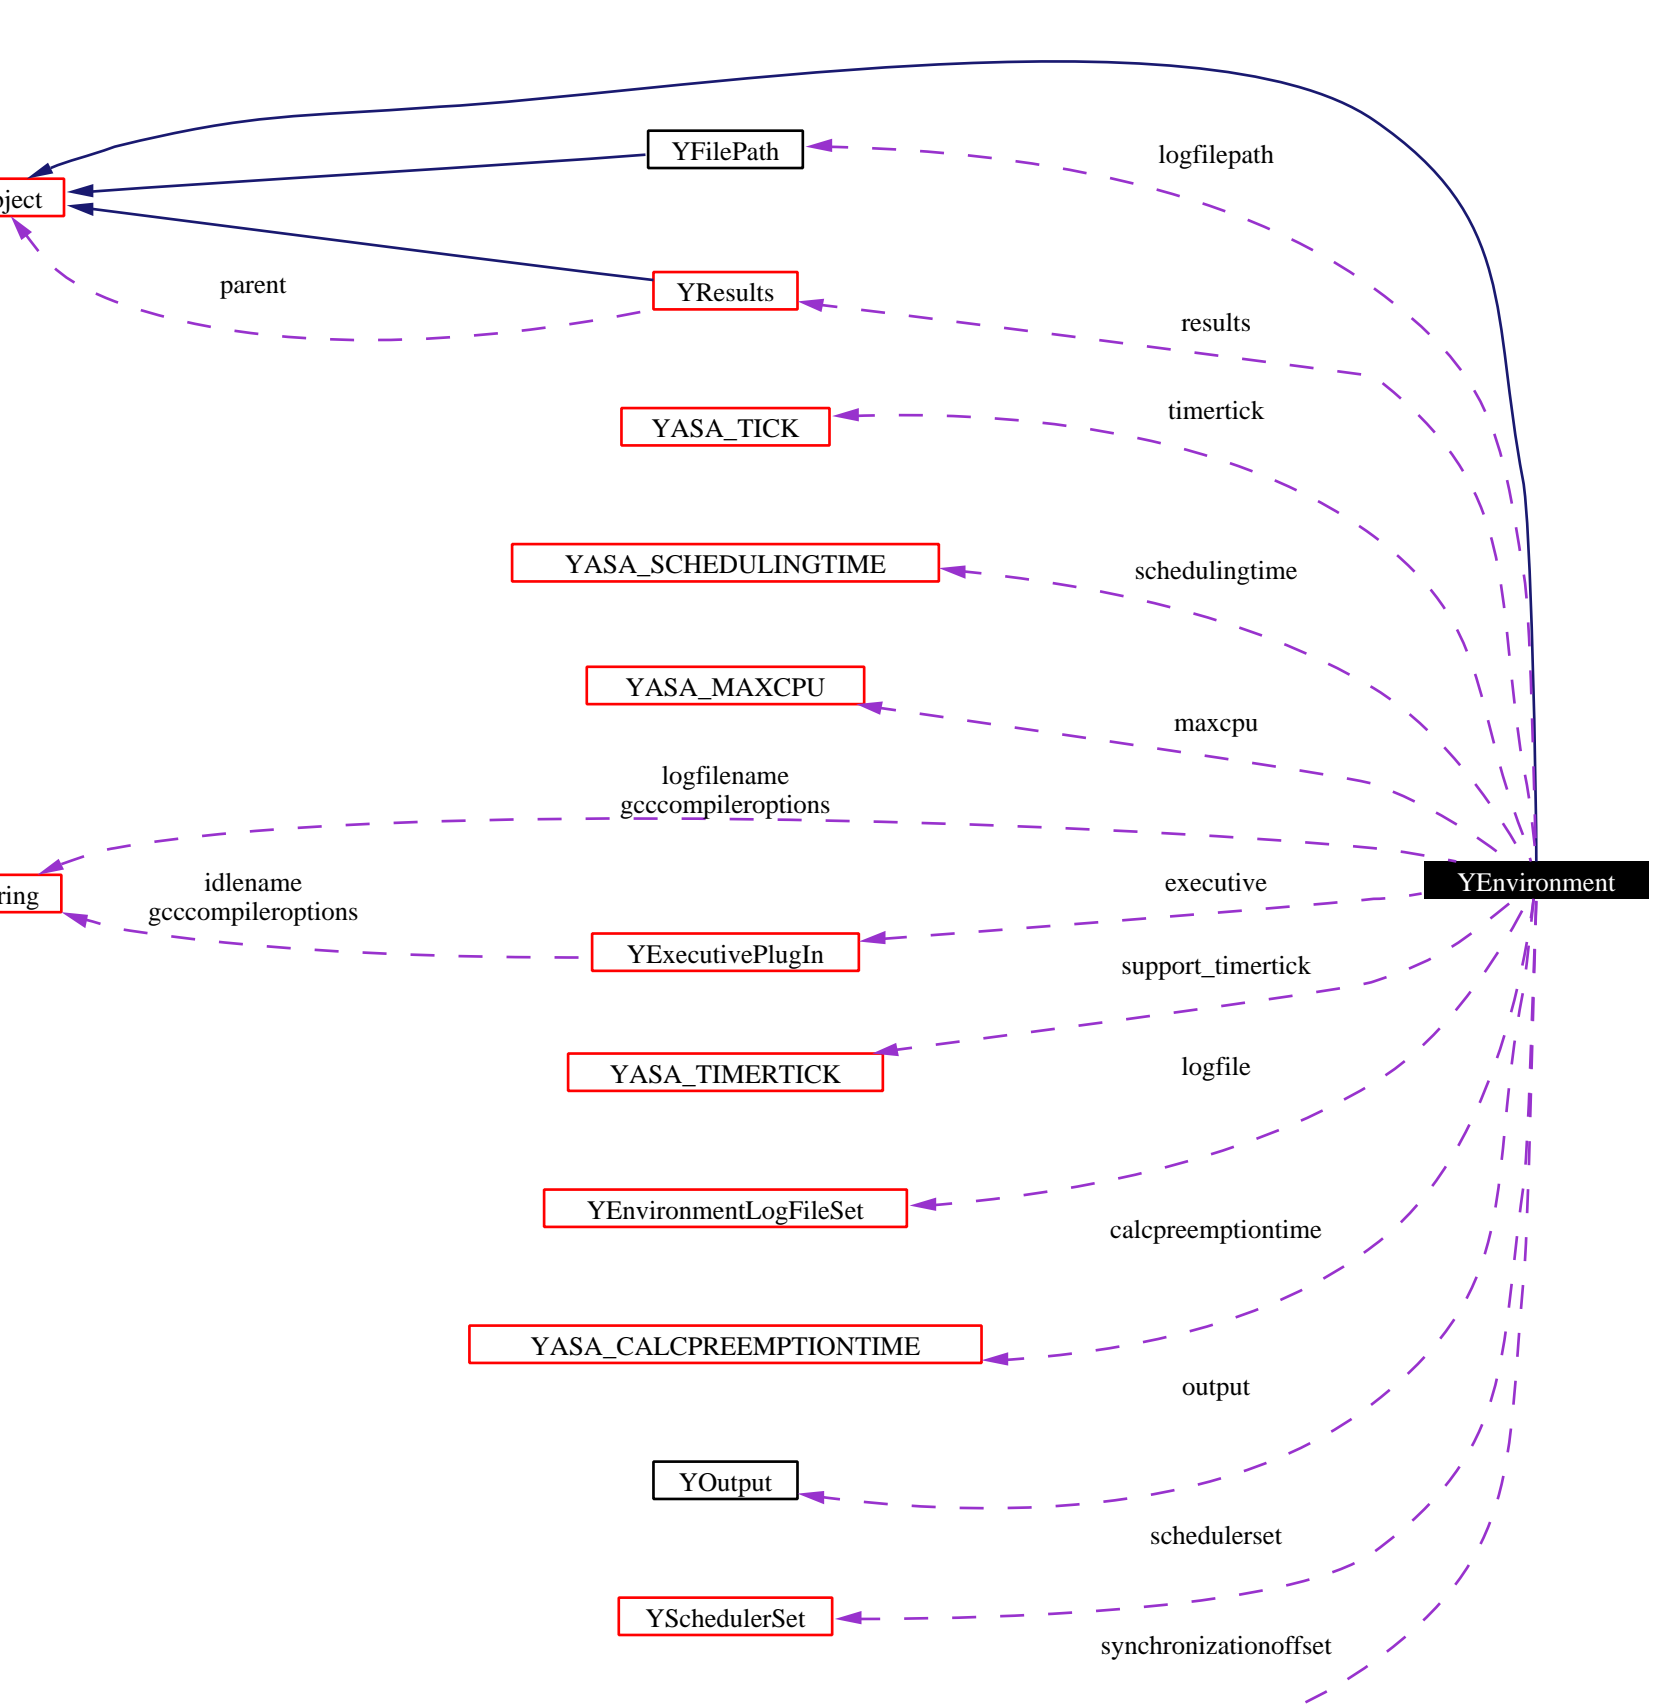 YFilePath
logfilepath
ject
parent
YResults
results
timertick
YASA_TICK
YASA_SCHEDULINGTIME
schedulingtime
YASA_MAXCPU
maxcpu
logfilename
gcccompileroptions
idlename
gcccompileroptions
ring
executive
YEnvironment
YExecutivePlugIn
support_timertick
YASA_TIMERTICK
logfile
YEnvironmentLogFileSet
calcpreemptiontime
YASA_CALCPREEMPTIONTIME
output
YOutput
schedulerset
YSchedulerSet
synchronizationoffset